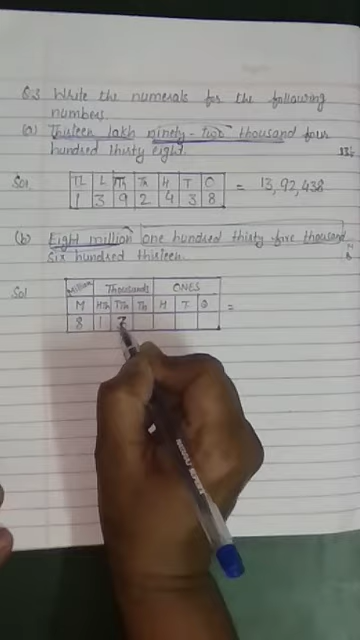 Q.3 Write the numerals for the following
numbers.
(a) Thirteen lakh ninety-two thousand four
hundred thirty eight.
Sol. TL L TTh Th H T O
1 3 9 2 4 3 8 = 13,92,438
(b) Eight million one hundred thirty five thousand
six hundred thirteen.
Sol Million Thousands ONES
M HTh TTh Th H T O =
8 1